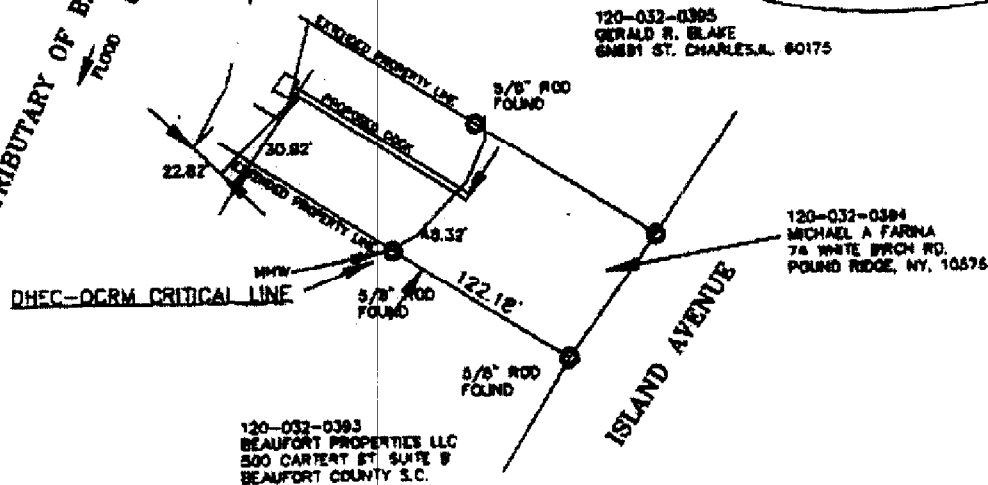 TRIBUTARY OF
FLOOD
120-032-0395
GERALD R. BLAKE
ST. CHARLES,IL. 60175
EXTENDED PROPERTY LINE
5/8" ROD
FOUND
PROPOSED DOCK
30.82'
22.82'
EXTENDED PROPERTY LINE
48.32'
MHW
DHEC-OCRM CRITICAL LINE
5/8" ROD
FOUND
122.18'
120-032-0394
MICHAEL A FARINA
74 WHITE BIRCH RD.
POUND RIDGE, NY, 10576
5/8" ROD
FOUND
ISLAND AVENUE
120-032-0393
BEAUFORT PROPERTIES LLC
500 CARTERT ST SUITE B
BEAUFORT COUNTY S.C.